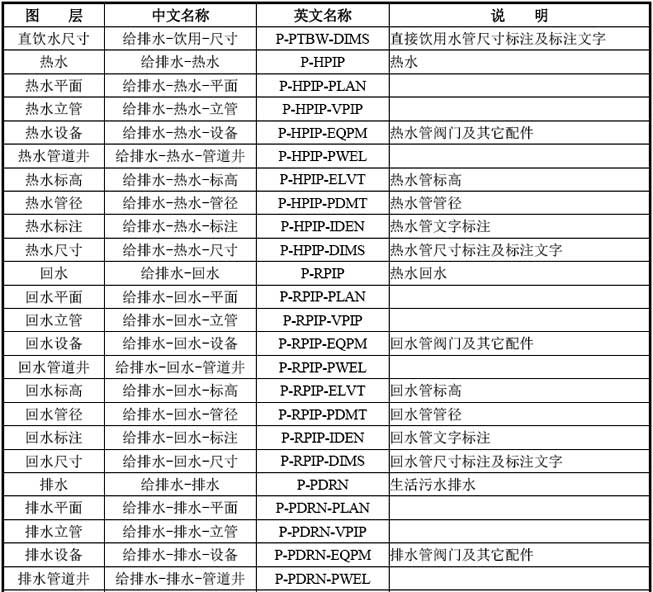 图 层 中文名称 英文名称 说 明
直饮水尺寸 给排水-饮用-尺寸 P-PTBW-DIMS 直接饮用水管尺寸标注及标注文字
热水 给排水-热水 P-HPIP 热水
热水平面 给排水-热水-平面 P-HPIP-PLAN
热水立管 给排水-热水-立管 P-HPIP-VPIP
热水设备 给排水-热水-设备 P-HPIP-EQPM 热水管阀门及其它配件
热水管道井 给排水-热水-管道井 P-HPIP-PWEL
热水标高 给排水-热水-标高 P-HPIP-ELVT 热水管标高
热水管径 给排水-热水-管径 P-HPIP-PDMT 热水管管径
热水标注 给排水-热水-标注 P-HPIP-IDEN 热水管文字标注
热水尺寸 给排水-热水-尺寸 P-HPIP-DIMS 热水管尺寸标注及标注文字
回水 给排水-回水 P-RPIP 热水回水
回水平面 给排水-回水-平面 P-RPIP-PLAN
回水立管 给排水-回水-立管 P-RPIP-VPIP
回水设备 给排水-回水-设备 P-RPIP-EQPM 回水管阀门及其它配件
回水管道井 给排水-回水-管道井 P-RPIP-PWEL
回水标高 给排水-回水-标高 P-RPIP-ELVT 回水管标高
回水管径 给排水-回水-管径 P-RPIP-PDMT 回水管管径
回水标注 给排水-回水-标注 P-RPIP-IDEN 回水管文字标注
回水尺寸 给排水-回水-尺寸 P-RPIP-DIMS 回水管尺寸标注及标注文字
排水 给排水-排水 P-PDRN 生活污水排水
排水平面 给排水-排水-平面 P-PDRN-PLAN
排水立管 给排水-排水-立管 P-PDRN-VPIP
排水设备 给排水-排水-设备 P-PDRN-EQPM 排水管阀门及其它配件
排水管道井 给排水-排水-管道井 P-PDRN-PWEL